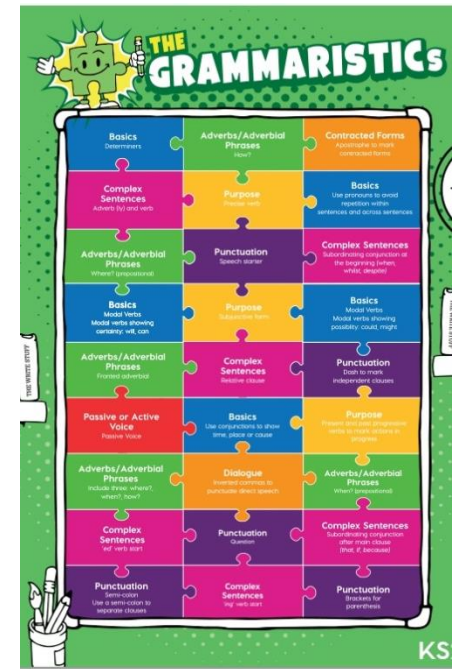 THE
GRAMMARISTICs
Basics
Determiners
Adverbs/Adverbial
Phrases
How?
Contracted Forms
Apostrophe to mark
contracted forms
Complex
Sentences
Adverb (ly) and verb
Purpose
Precise verb
Basics
Use pronouns to avoid
repetition within
sentences and across sentences
Adverbs/Adverbial
Phrases
Where? (prepositional)
Punctuation
Speech starter
Complex Sentences
Subordinating conjunction at
the beginning (when,
whilst, despite)
Basics
Modal Verbs
Modal verbs showing
certainty: will, can
Purpose
Subjunctive form
Basics
Modal Verbs
Modal verbs showing
possiblity: could, might
Adverbs/Adverbial
Phrases
Fronted adverbial
Complex
Sentences
Relative clause
Punctuation
Dash to mark
independent clauses
THE WRITE STUFF
Passive or Active
Voice
Passive Voice
Basics
Use conjunctions to show
time, place or cause
Purpose
Present and past progressive
verbs to mark actions in
progress
Adverbs/Adverbial
Phrases
Include three: where?,
when?, how?
Dialogue
Inverted commas to
punctuate direct speech
Adverbs/Adverbial
Phrases
When? (prepositional)
Complex
Sentences
'ed' verb start
Punctuation
Question
Complex Sentences
Subordinating conjunction
after main clause
(that, if, because)
Punctuation
Semi-colon
Use a semi-colon to
separate clauses
Complex
Sentences
'ing' verb start
Punctuation
Brackets for
parenthesis